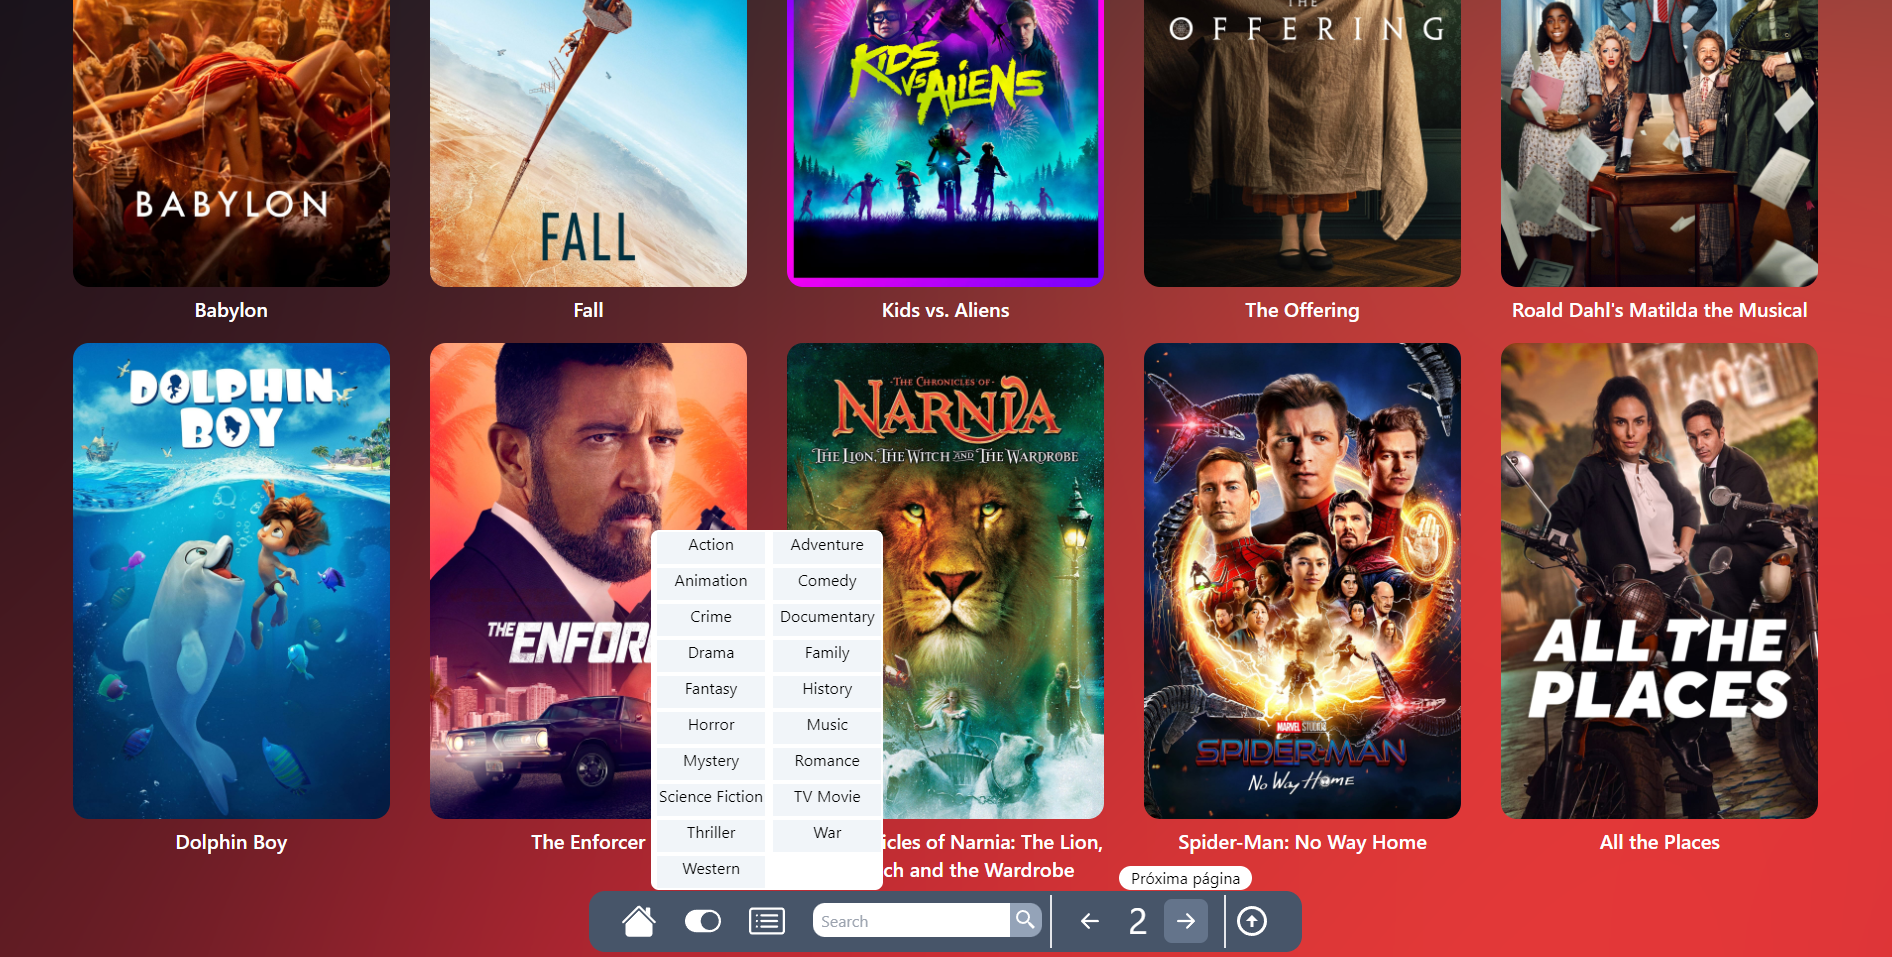 THE
OFFERING
KIDS
VS.
ALIENS
BABYLON
FALL
Babylon
Fall
Kids vs. Aliens
The Offering
Roald Dahl's Matilda the Musical
DOLPHIN
BOY
THE CHRONICLES OF
NARNIA
THE LION, THE WITCH AND THE WARDROBE
THE ENFOR
MARVEL STUDIOS
SPIDER-MAN
NO WAY HOME
ALL THE
PLACES
Action
Adventure
Animation
Comedy
Crime
Documentary
Drama
Family
Fantasy
History
Horror
Music
Mystery
Romance
Science Fiction
TV Movie
Thriller
War
Western
Dolphin Boy
The Enforcer
icles of Narnia: The Lion,
ch and the Wardrobe
Spider-Man: No Way Home
All the Places
Próxima página
Search
2